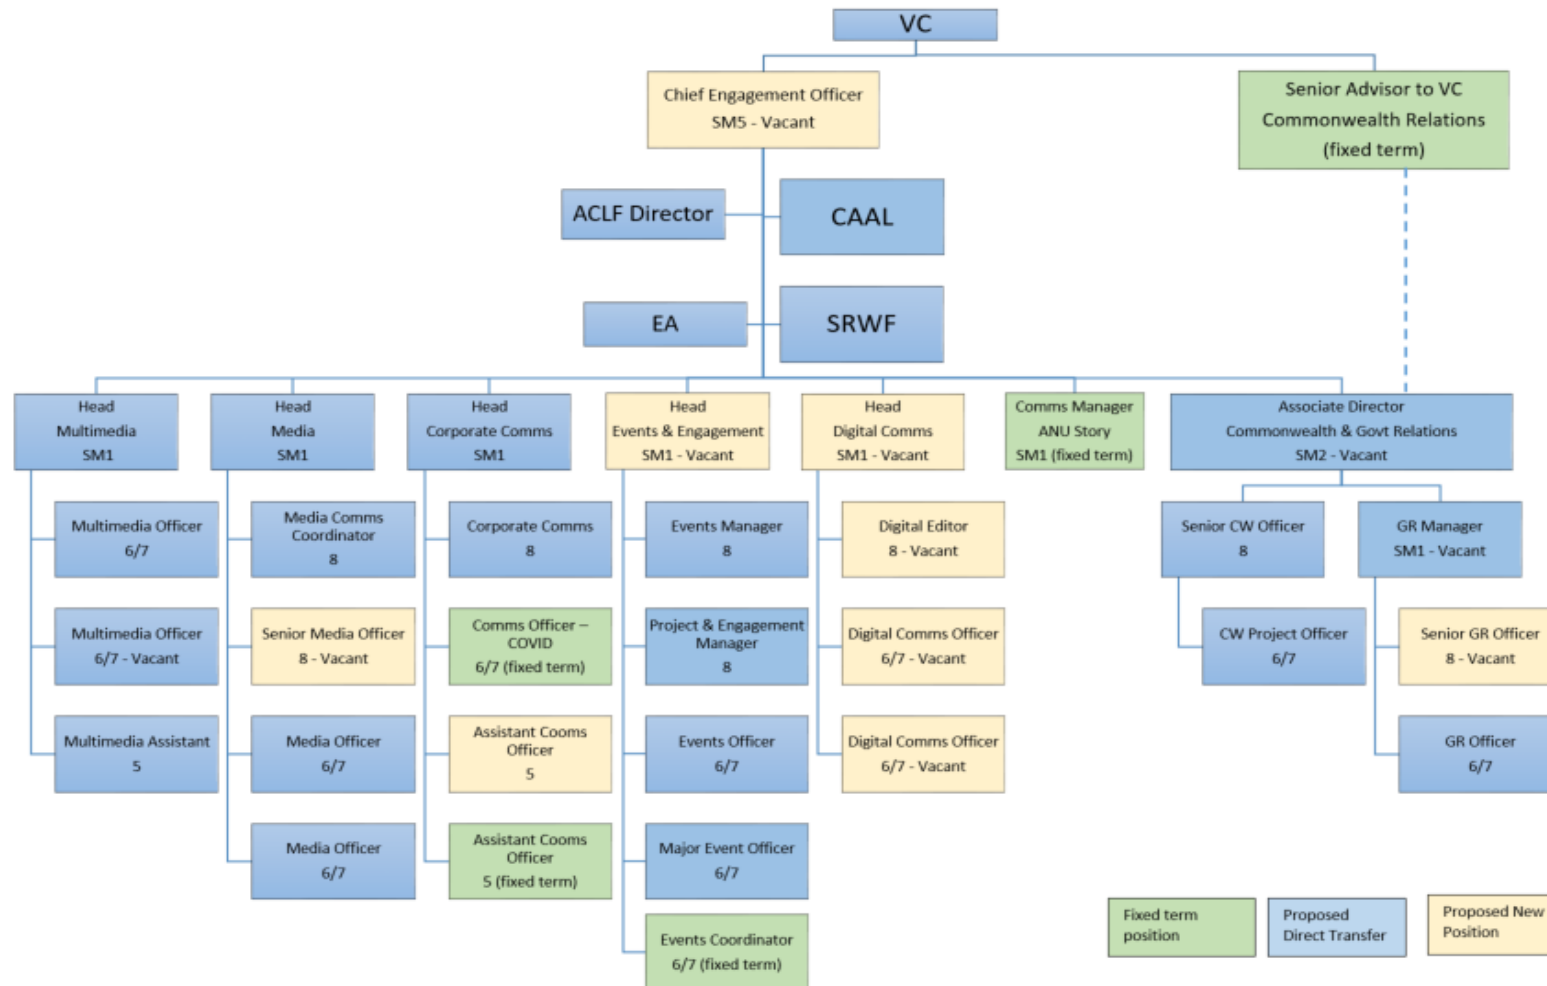 VC
Chief Engagement Officer
SM5 - Vacant
Senior Advisor to VC
Commonwealth Relations
(fixed term)
ACLF Director
CAAL
EA
SRWF
Head
Multimedia
SM1
Head
Media
SM1
Head
Corporate Comms
SM1
Head
Events & Engagement
SM1 - Vacant
Head
Digital Comms
SM1 - Vacant
Comms Manager
ANU Story
SM1 (fixed term)
Associate Director
Commonwealth & Govt Relations
SM2 - Vacant
Multimedia Officer
6/7
Media Comms
Coordinator
8
Corporate Comms
8
Events Manager
8
Digital Editor
8 - Vacant
Senior CW Officer
8
GR Manager
SM1 - Vacant
Multimedia Officer
6/7 - Vacant
Senior Media Officer
8 - Vacant
Comms Officer –
COVID
6/7 (fixed term)
Project & Engagement
Manager
8
Digital Comms Officer
6/7 - Vacant
CW Project Officer
6/7
Senior GR Officer
8 - Vacant
Multimedia Assistant
5
Media Officer
6/7
Assistant Cooms
Officer
5
Events Officer
6/7
Digital Comms Officer
6/7 - Vacant
GR Officer
6/7
Media Officer
6/7
Assistant Cooms
Officer
5 (fixed term)
Major Event Officer
6/7
Events Coordinator
6/7 (fixed term)
Fixed term
position
Proposed
Direct Transfer
Proposed New
Position